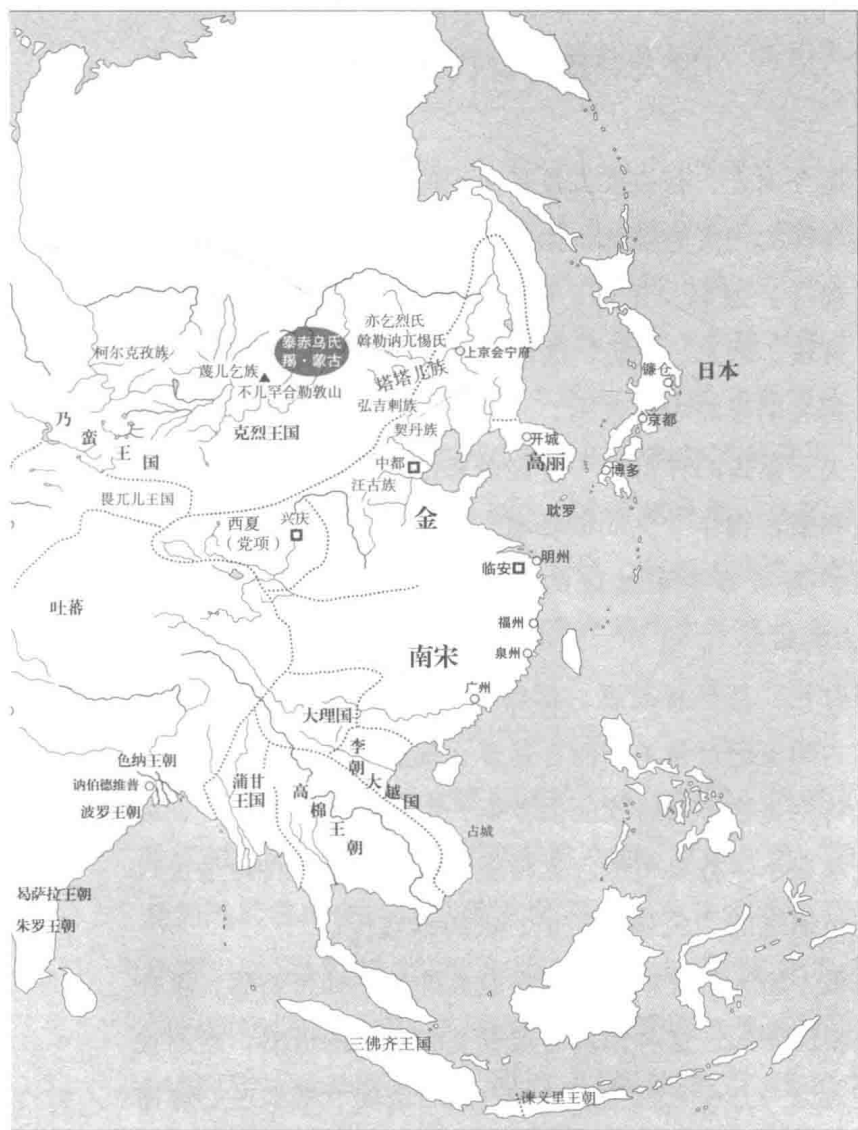 亦乞烈氏
斡勒讷兀惕氏
泰赤乌氏
上京会宁府
柯尔克孜族
蔑儿乞族
蒙古
塔塔儿族
不儿罕合勒敦山
弘吉剌族
日本
镰仓
乃蛮王国
克烈王国
契丹族
京都
开城
高丽
中都
博多
畏兀儿王国
汪古族
耽罗
西夏
(党项)
兴庆
金
临安
明州
吐蕃
福州
南宋
泉州
广州
大理国
李朝大越国
色纳王朝
讷伯德维普
蒲甘
王国
波罗王朝
高棉王朝
占城
曷萨拉王朝
朱罗王朝
三佛齐王国
谏义里王朝